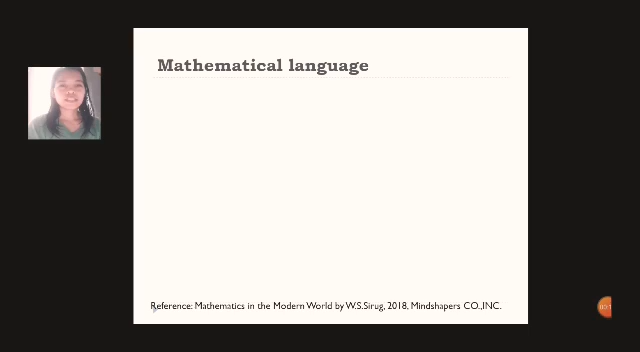 Mathematical language
Reference: Mathematics in the Modern World by W.S.Sirug, 2018, Mindshapers CO.,INC.